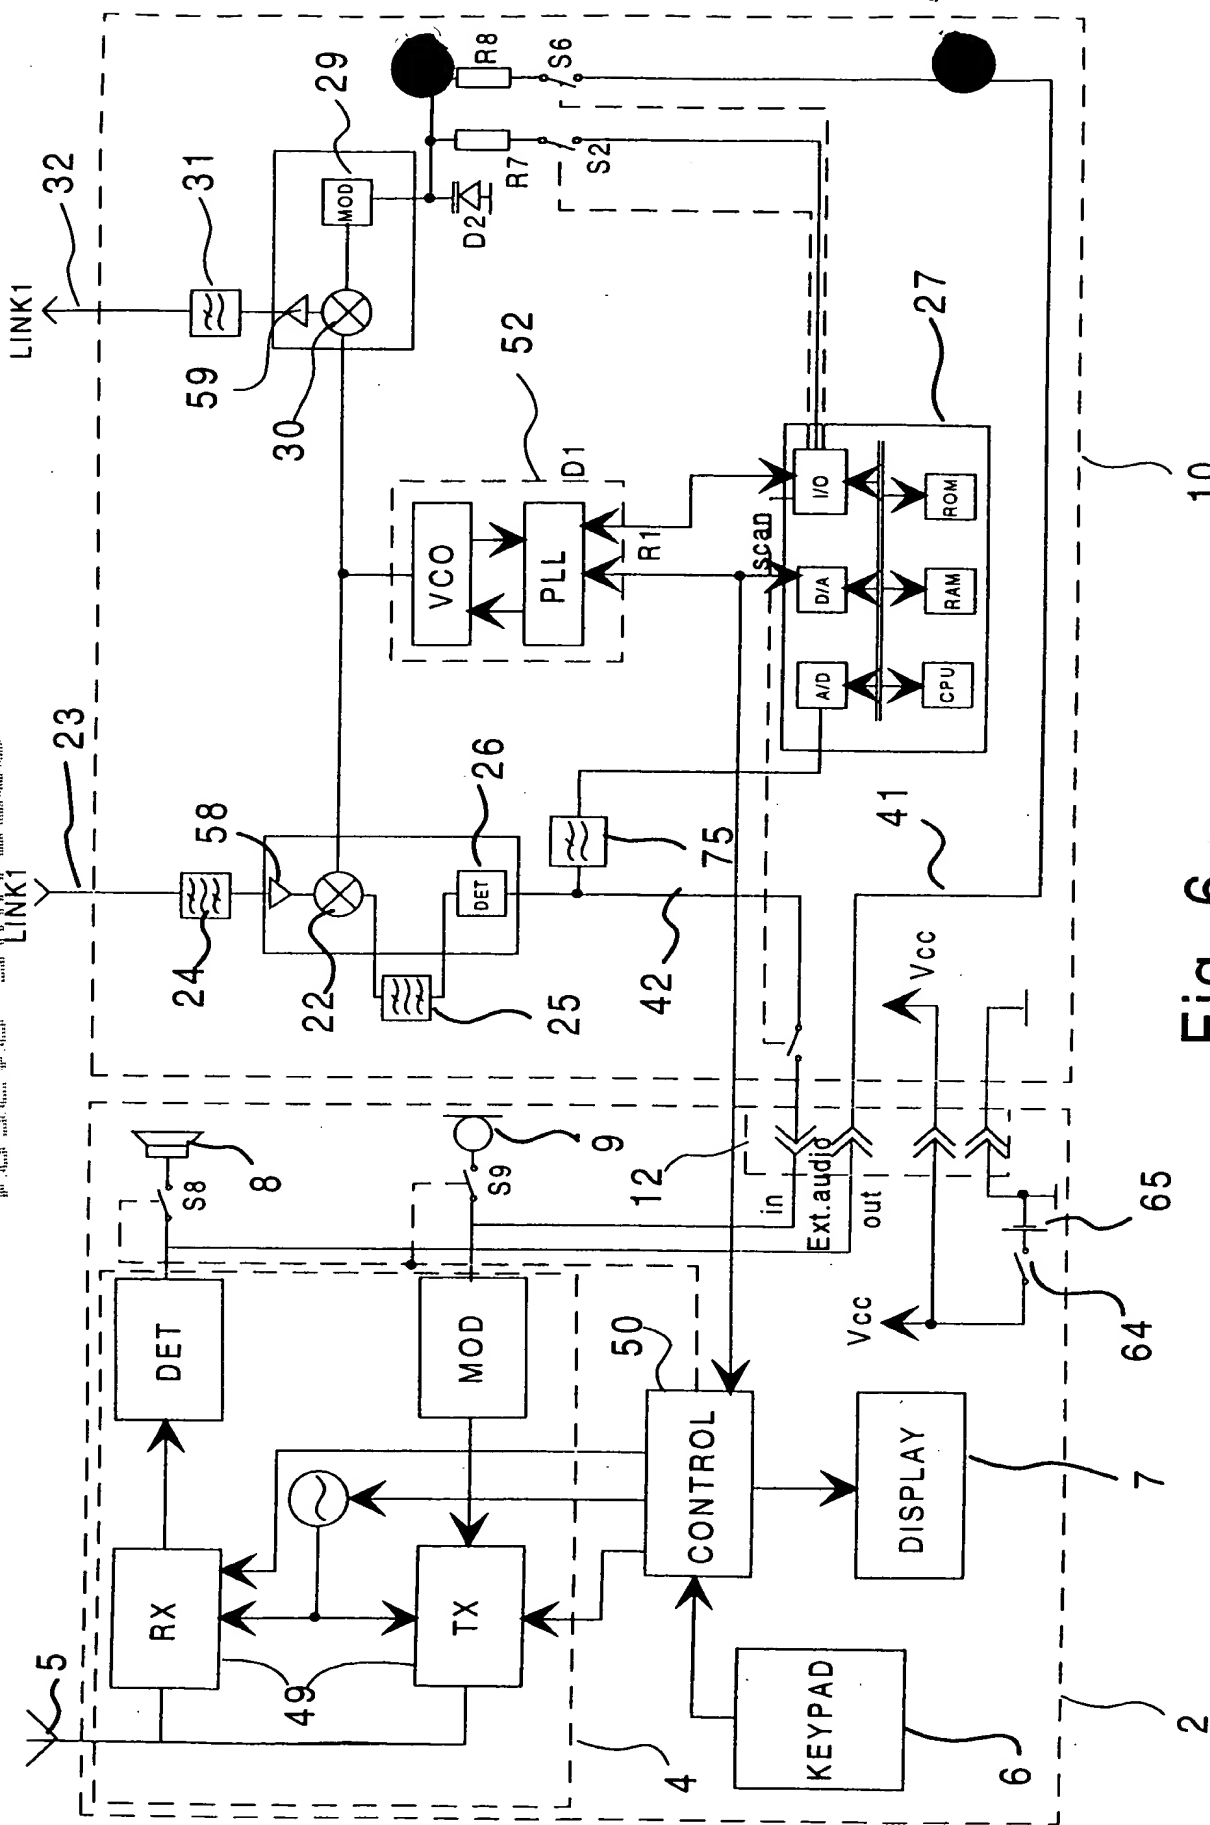 LINK1
23
24
58
22
25
26
DET
42
75
LINK1
32
31
59
30
29
MOD
R8
S6
R7
S2
D2
52
VCO
PLL
D1
R1
scan
27
A/D
D/A
I/O
CPU
RAM
ROM
41
Vcc
10
5
RX
DET
S8
8
49
TX
MOD
S9
9
4
12
in
Ext.audio
out
50
CONTROL
KEYPAD
6
DISPLAY
7
Vcc
64
65
2
Fig. 6